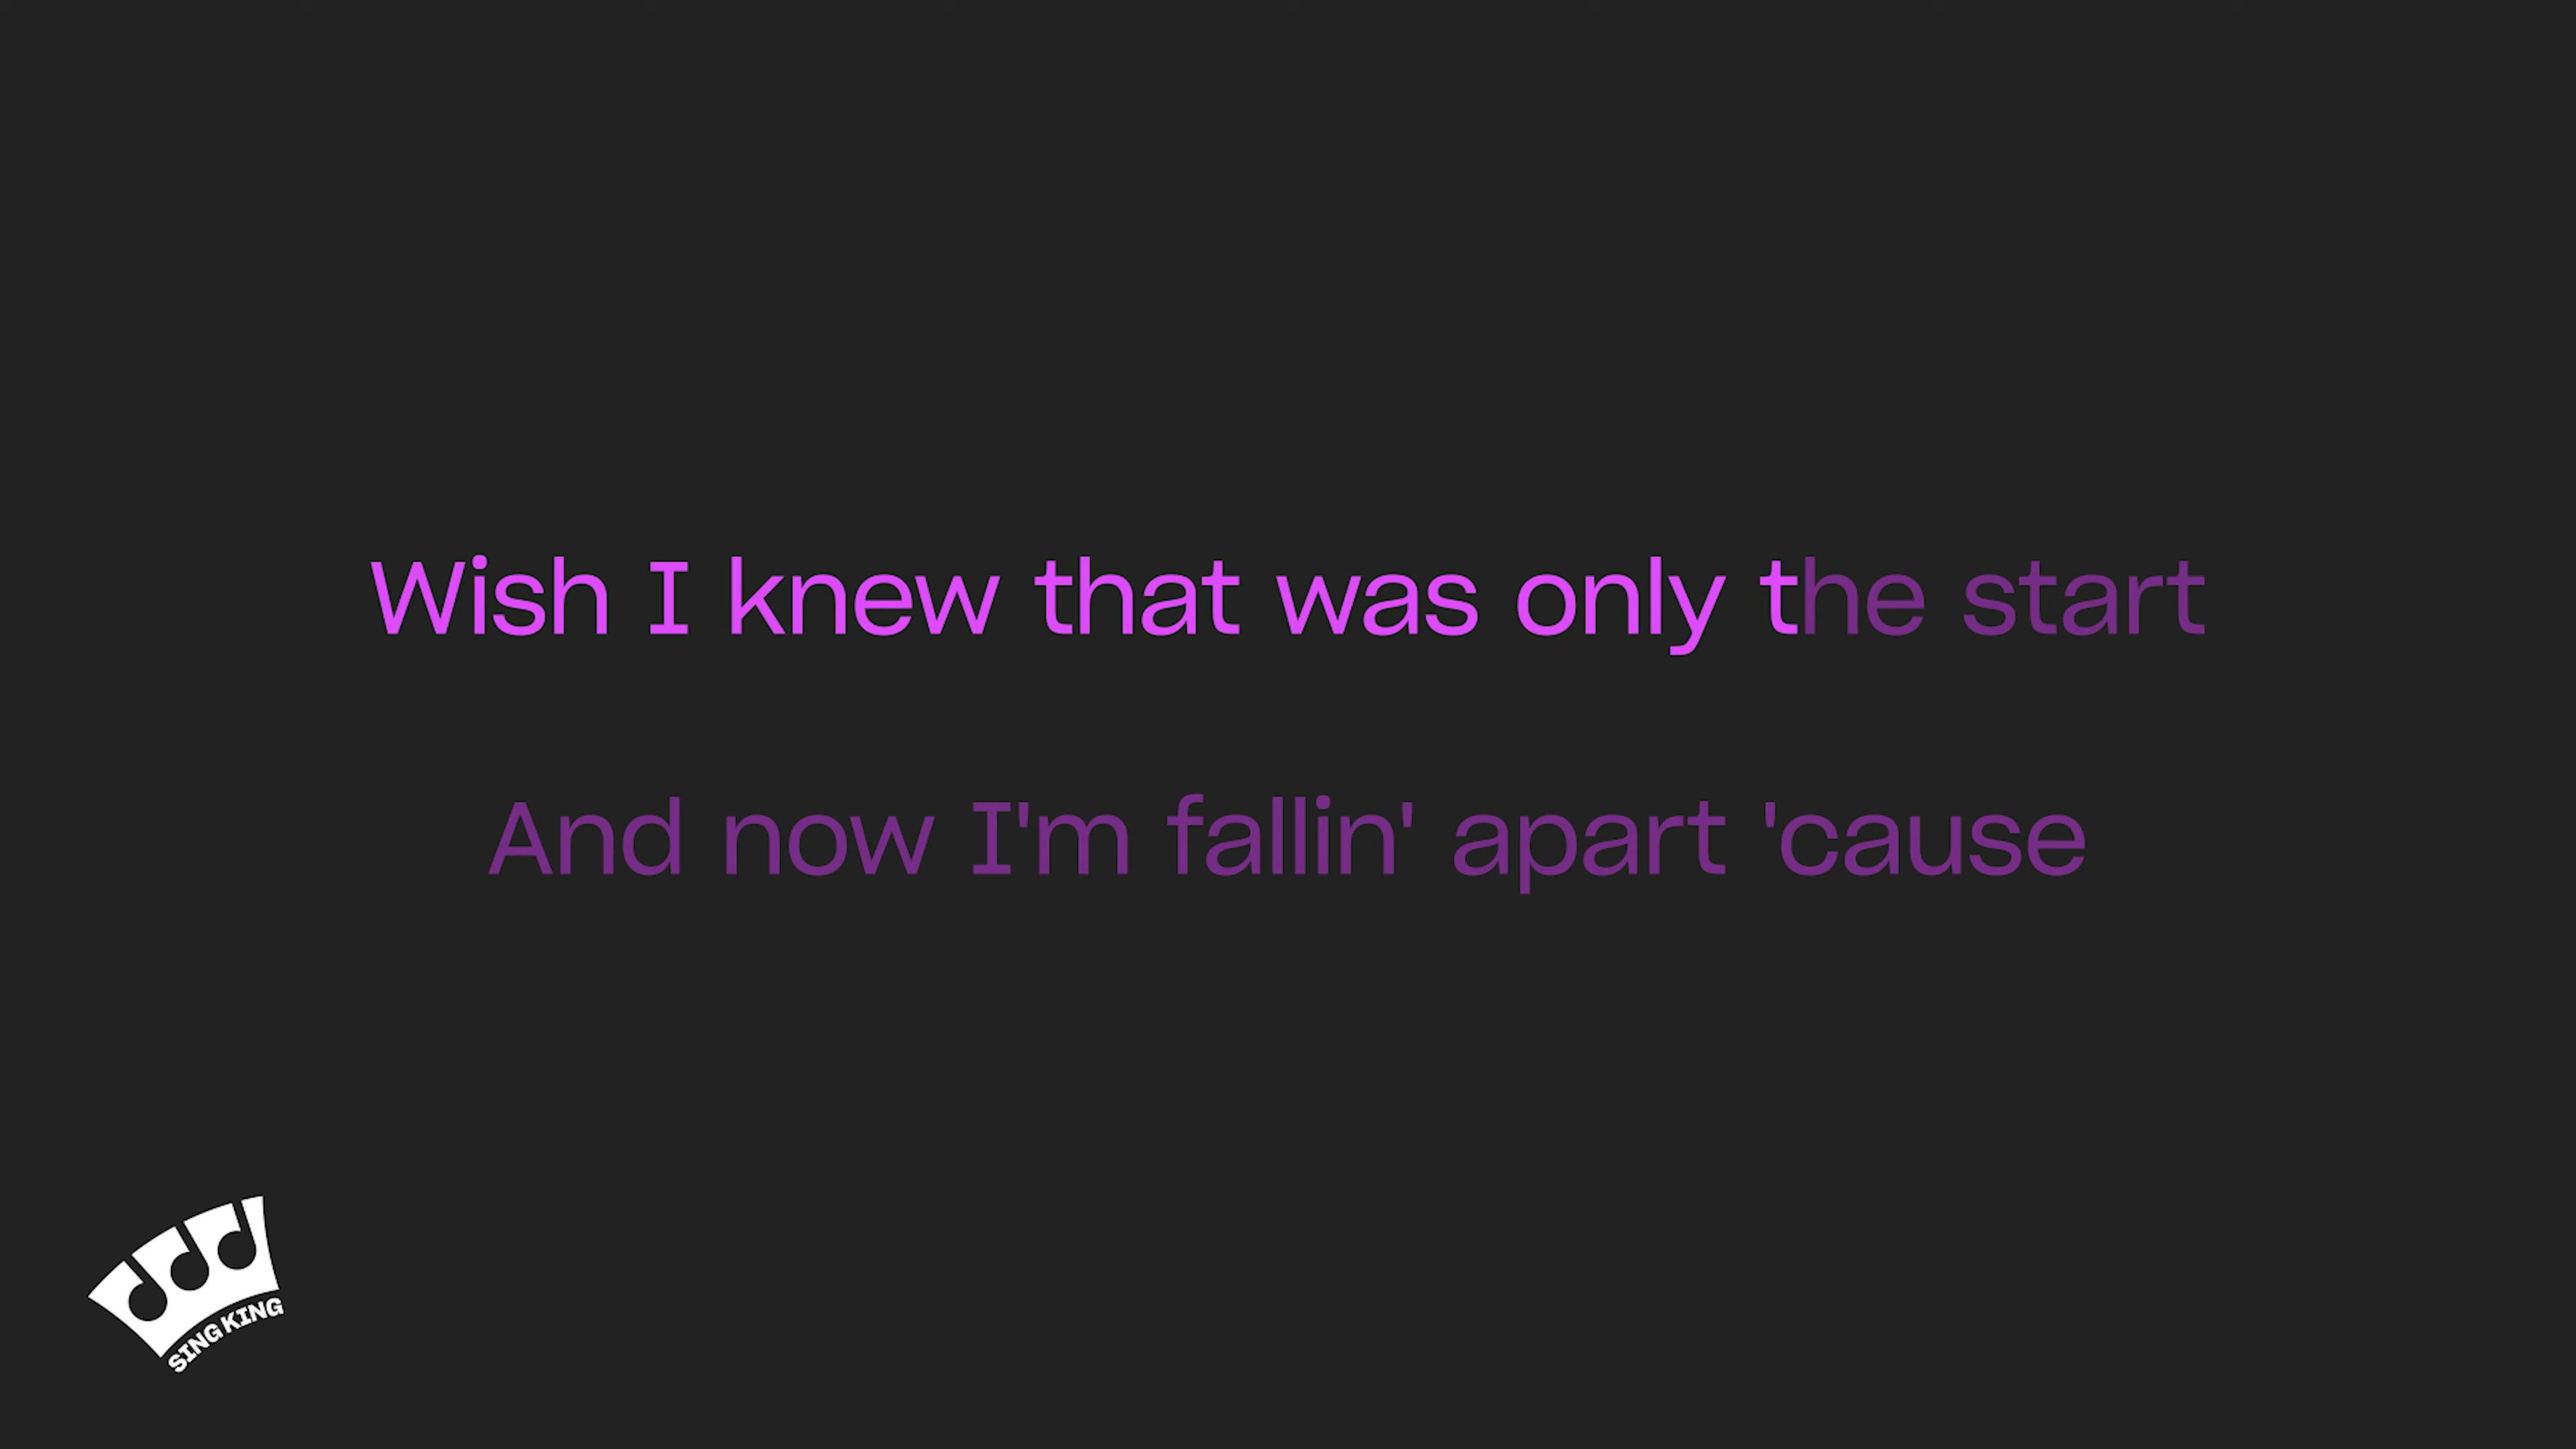 Wish I knew that was only the start
And now I'm fallin' apart 'cause
SING KING